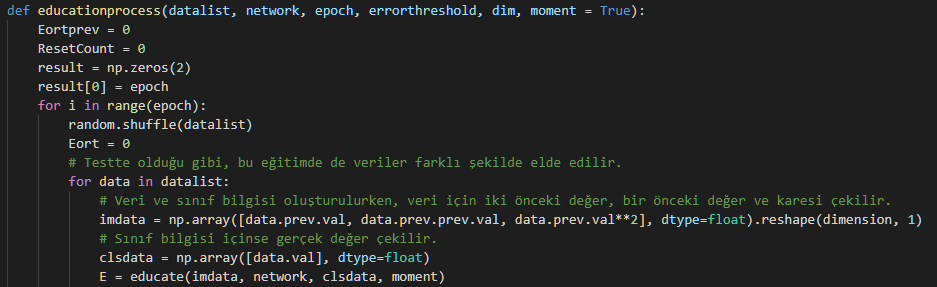 def educationprocess(datalist, network, epoch, errorthreshold, dim, moment = True):
    Eortprev = 0
    ResetCount = 0
    result = np.zeros(2)
    result[0] = epoch
    for i in range(epoch):
        random.shuffle(datalist)
        Eort = 0
        # Testte olduğu gibi, bu eğitimde de veriler farklı şekilde elde edilir.
        for data in datalist:
            # Veri ve sınıf bilgisi oluşturulurken, veri için iki önceki değer, bir önceki değer ve karesi çekilir.
            imdata = np.array([data.prev.val, data.prev.prev.val, data.prev.val**2], dtype=float).reshape(dimension, 1)
            # Sınıf bilgisi içinse gerçek değer çekilir.
            clsdata = np.array([data.val], dtype=float)
            E = educate(imdata, network, clsdata, moment)